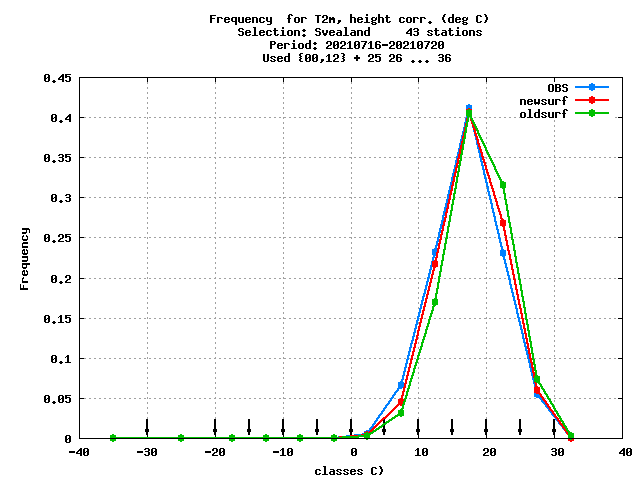 Frequency  for T2m, height corr. (deg C)
Selection: Svealand     43 stations
Period: 20210716-20210720
Used {00,12} + 25 26 ... 36
0.45
0.4
0.35
0.3
0.25
0.2
0.15
0.1
0.05
0
Frequency
OBS
newsurf
oldsurf
-40 -30 -20 -10 0 10 20 30 40
classes C)